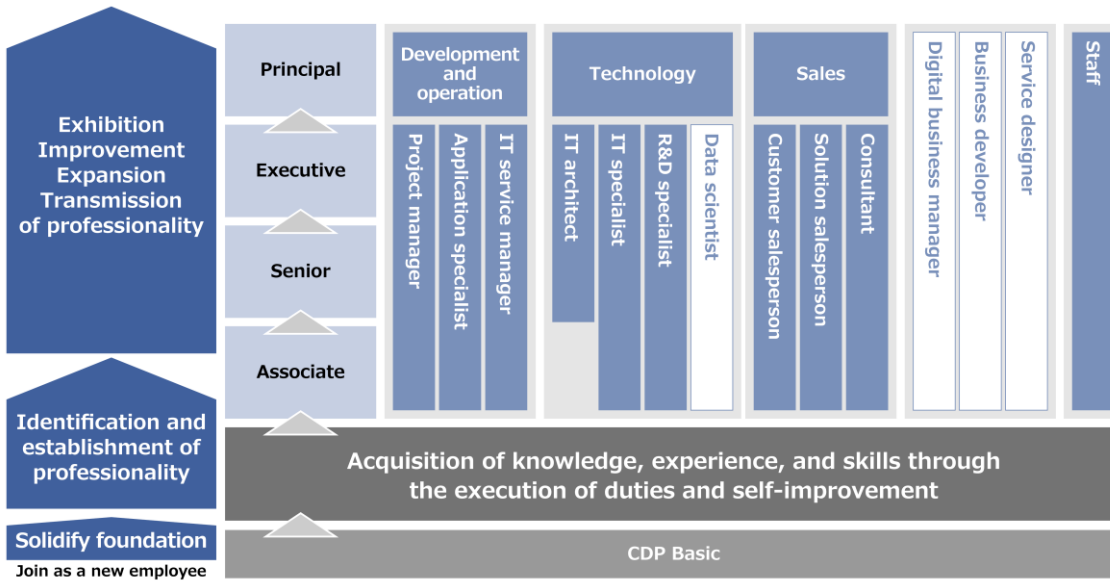 Exhibition
Improvement
Expansion
Transmission
of professionality
Identification and
establishment of
professionality
Solidify foundation
Join as a new employee
Principal
Executive
Senior
Associate
Development
and
operation
Project manager
Application specialist
IT service manager
Technology
IT architect
IT specialist
R&D specialist
Data scientist
Sales
Customer salesperson
Solution salesperson
Consultant
Digital business manager
Business developer
Service designer
Staff
Acquisition of knowledge, experience, and skills through
the execution of duties and self-improvement
CDP Basic